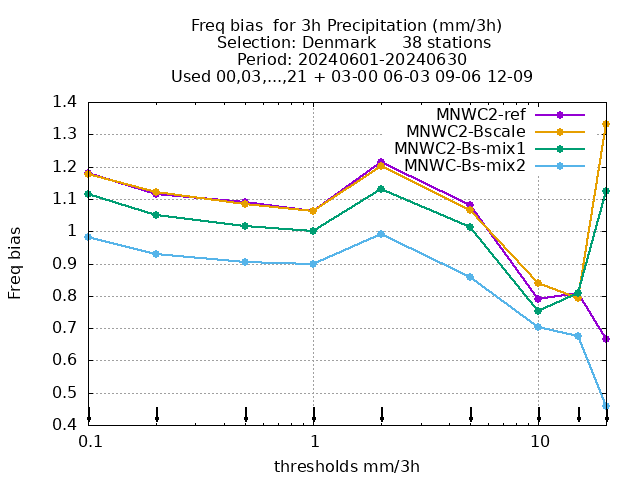 Freq bias  for 3h Precipitation (mm/3h)
Selection: Denmark     38 stations
Period: 20240601-20240630
Used 00,03,...,21 + 03-00 06-03 09-06 12-09
MNWC2-ref
MNWC2-Bscale
MNWC2-Bs-mix1
MNWC-Bs-mix2
1.4
1.3
1.2
1.1
1
0.9
0.8
0.7
0.6
0.5
0.4
Freq bias
0.1 1 10
thresholds mm/3h